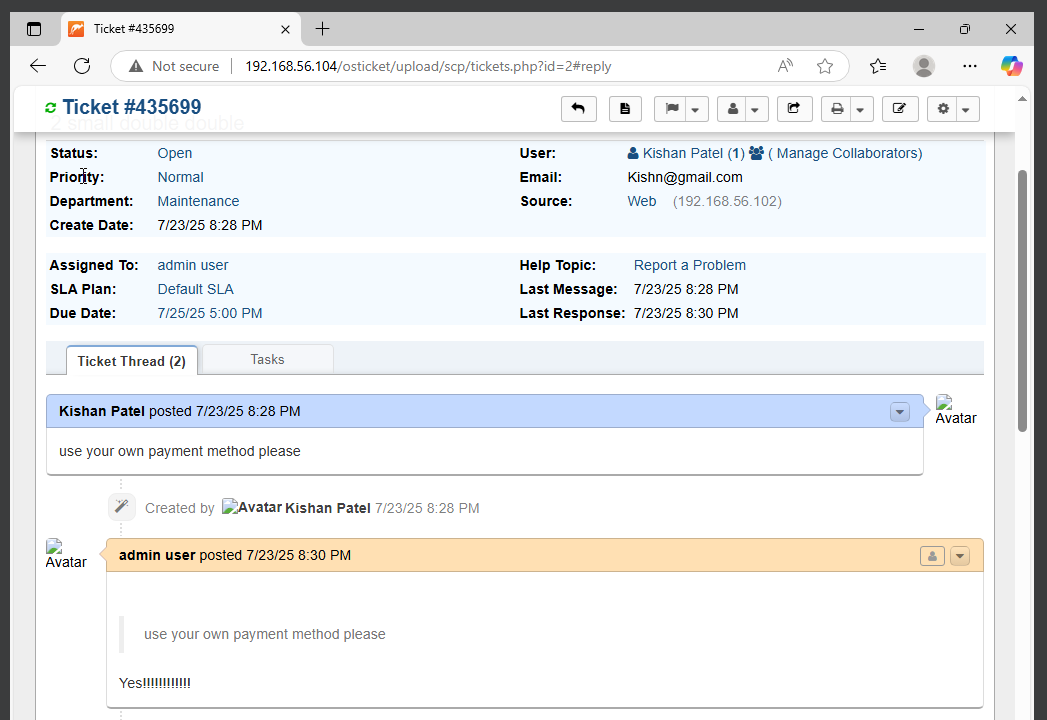 Ticket #435699
Not secure
192.168.56.104/osticket/upload/scp/tickets.php?id=2#reply
Ticket #435699
2 small double double
Status: Open
User: Kishan Patel (1) ( Manage Collaborators)
Priority: Normal
Email: Kishn@gmail.com
Department: Maintenance
Source: Web (192.168.56.102)
Create Date: 7/23/25 8:28 PM
Assigned To: admin user
Help Topic: Report a Problem
SLA Plan: Default SLA
Last Message: 7/23/25 8:28 PM
Due Date: 7/25/25 5:00 PM
Last Response: 7/23/25 8:30 PM
Ticket Thread (2)
Tasks
Kishan Patel posted 7/23/25 8:28 PM
Avatar
use your own payment method please
Created by Avatar Kishan Patel 7/23/25 8:28 PM
Avatar
admin user posted 7/23/25 8:30 PM
use your own payment method please
Yes!!!!!!!!!!!!